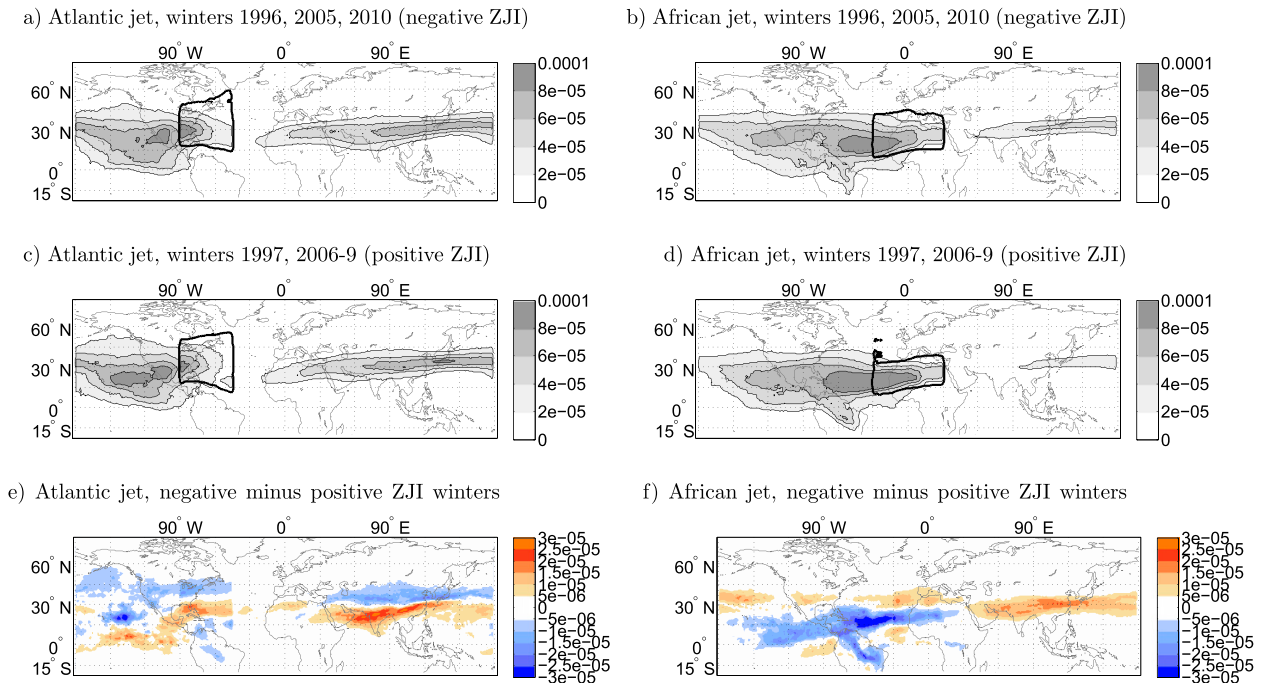 a) Atlantic jet, winters 1996, 2005, 2010 (negative ZJI)
90° W 0° 90° E
60° N
30° N
0°
15° S
0.0001
8e−05
6e−05
4e−05
2e−05
0
b) African jet, winters 1996, 2005, 2010 (negative ZJI)
90° W 0° 90° E
60° N
30° N
0°
15° S
0.0001
8e−05
6e−05
4e−05
2e−05
0
c) Atlantic jet, winters 1997, 2006-9 (positive ZJI)
90° W 0° 90° E
60° N
30° N
0°
15° S
0.0001
8e−05
6e−05
4e−05
2e−05
0
d) African jet, winters 1997, 2006-9 (positive ZJI)
90° W 0° 90° E
60° N
30° N
0°
15° S
0.0001
8e−05
6e−05
4e−05
2e−05
0
e) Atlantic jet, negative minus positive ZJI winters
90° W 0° 90° E
60° N
30° N
0°
15° S
3e−05
2.5e−05
2e−05
1.5e−05
1e−05
5e−06
0
−5e−06
−1e−05
−1.5e−05
−2e−05
−2.5e−05
−3e−05
f) African jet, negative minus positive ZJI winters
90° W 0° 90° E
60° N
30° N
0°
15° S
3e−05
2.5e−05
2e−05
1.5e−05
1e−05
5e−06
0
−5e−06
−1e−05
−1.5e−05
−2e−05
−2.5e−05
−3e−05